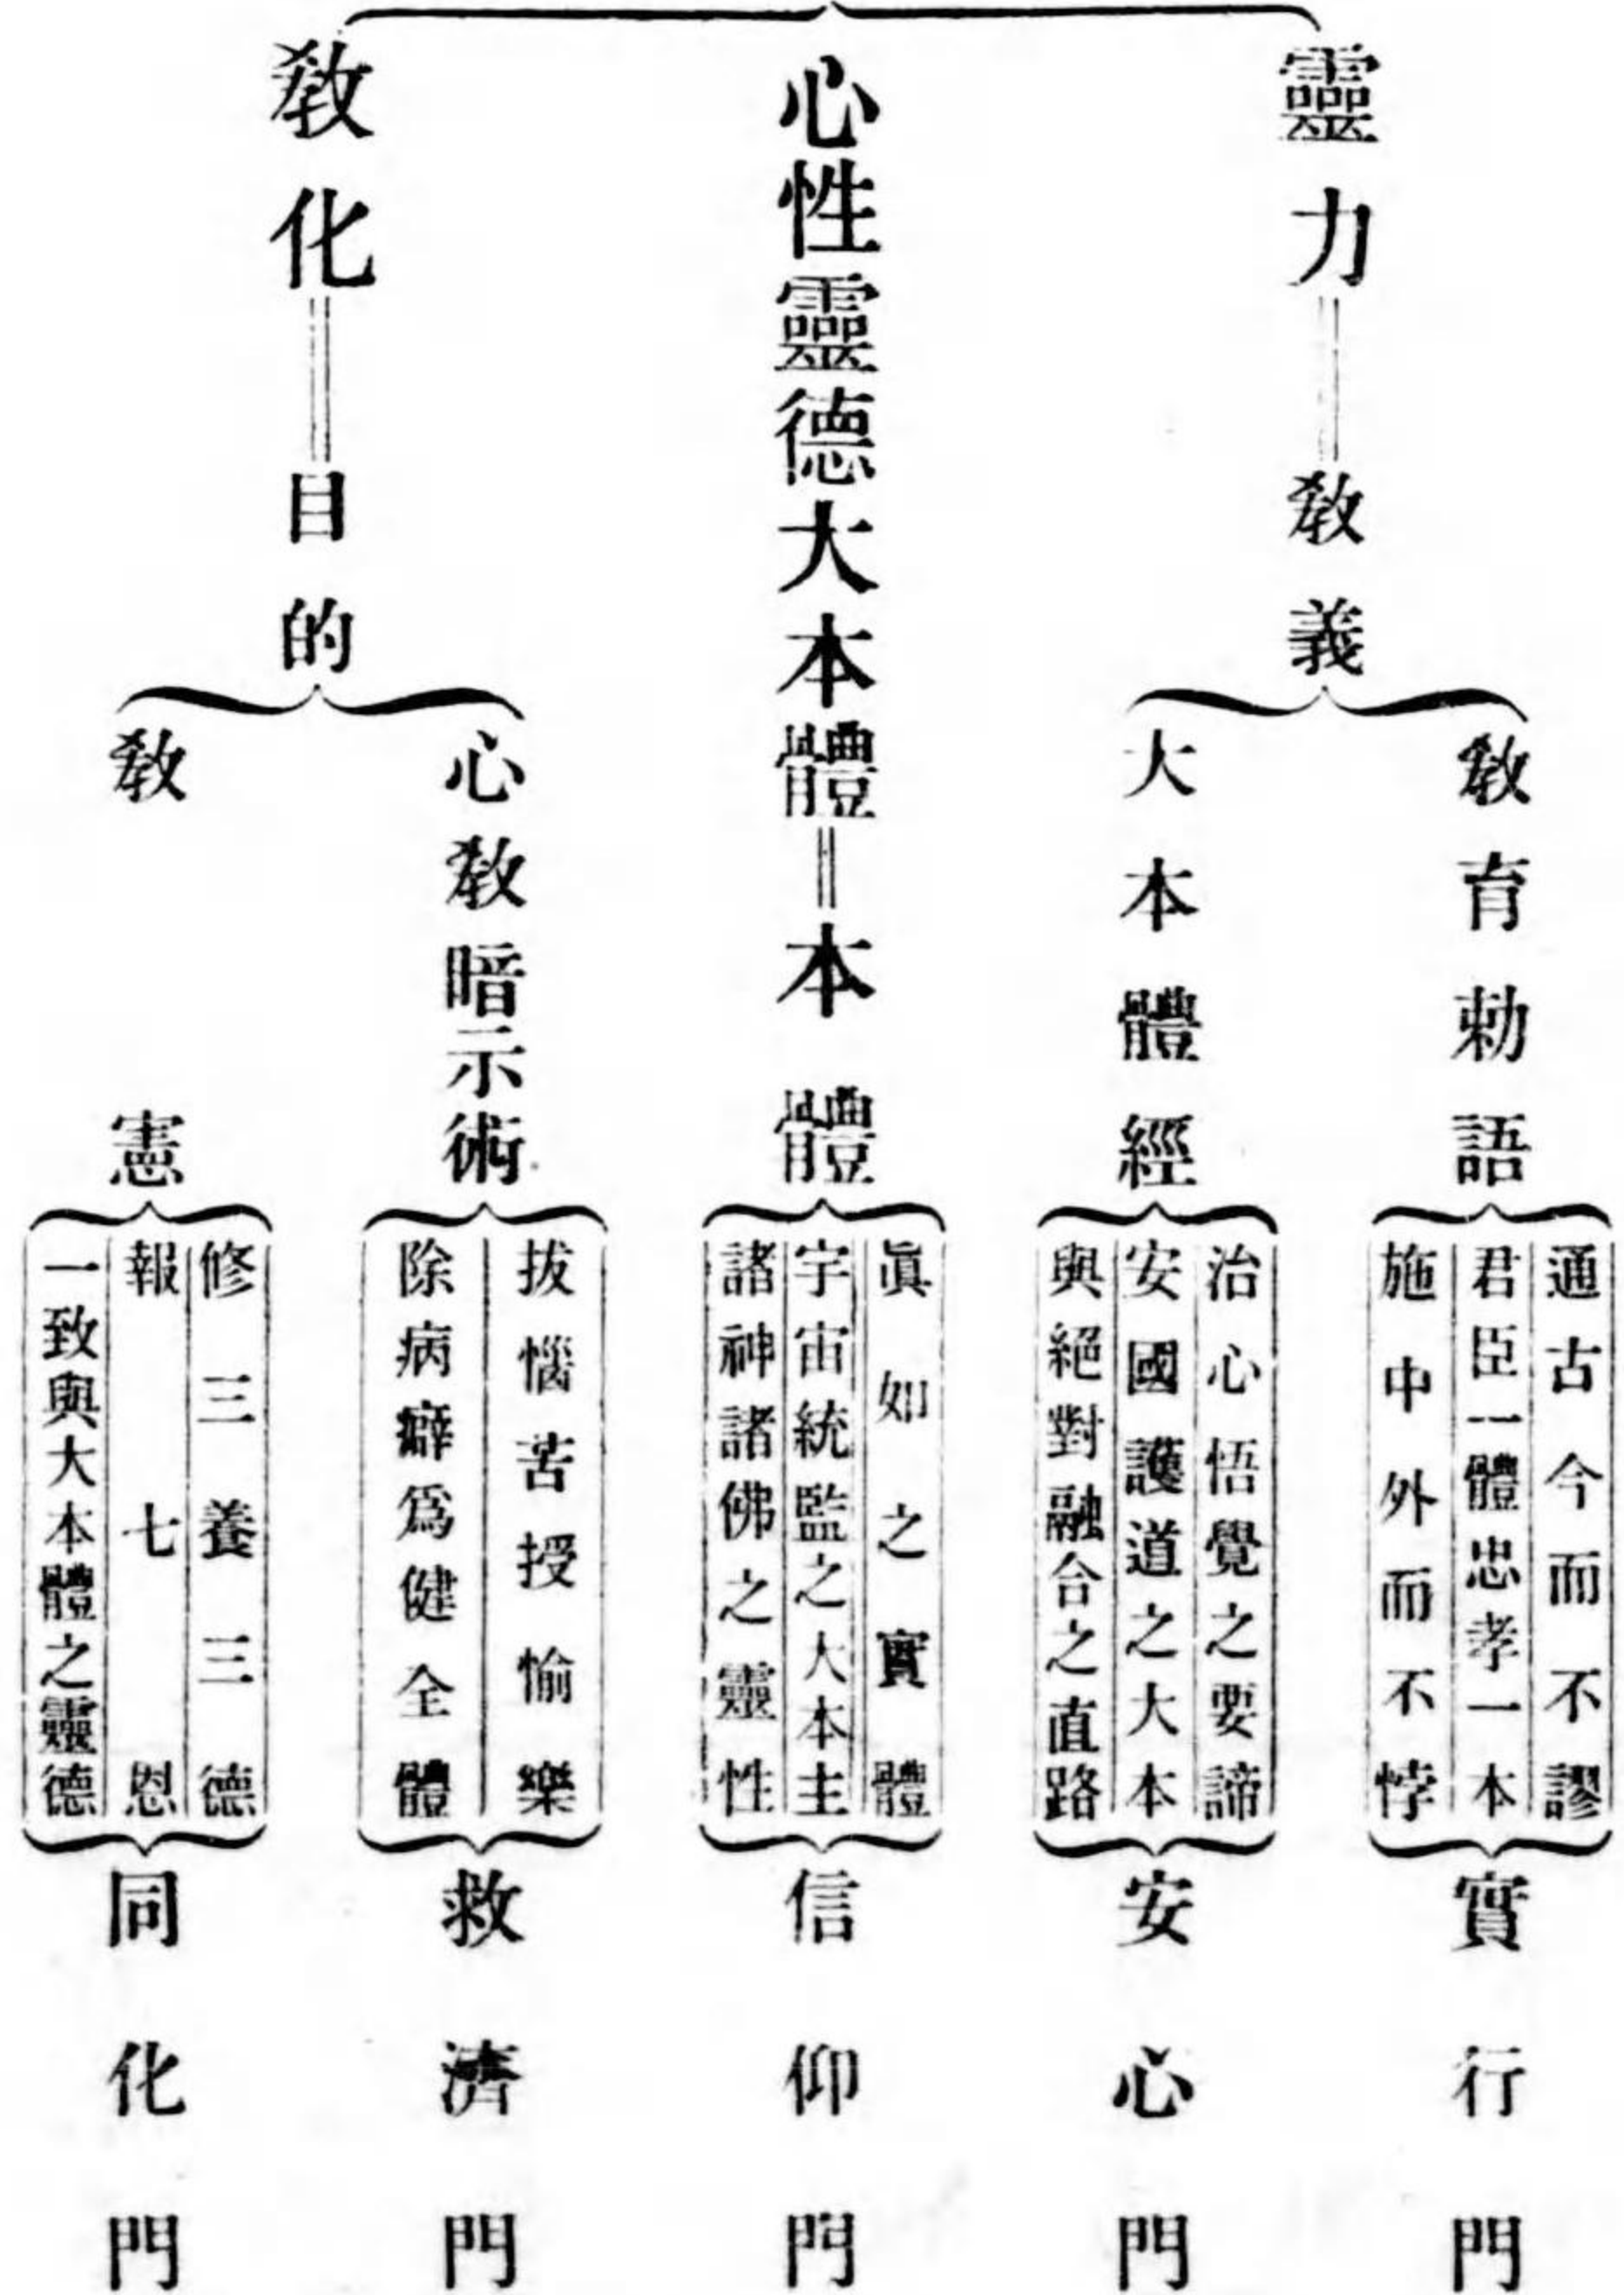 靈力
教義
教育勅語
通古今而不謬
君臣一體忠孝一本
施中外而不悖
實行門
大本體經
治心悟覺之要諦
安國護道之大本
與絕對融合之直路
安心門
心性靈德大本體
本體
眞如之實體
宇宙統監之大本主
諸神諸佛之靈性
信仰門
教化
目的
心教暗示術
拔惱苦授愉樂
除病癖爲健全體
救濟門
教憲
修三養三德
報七恩
一致與大本體之靈德
同化門